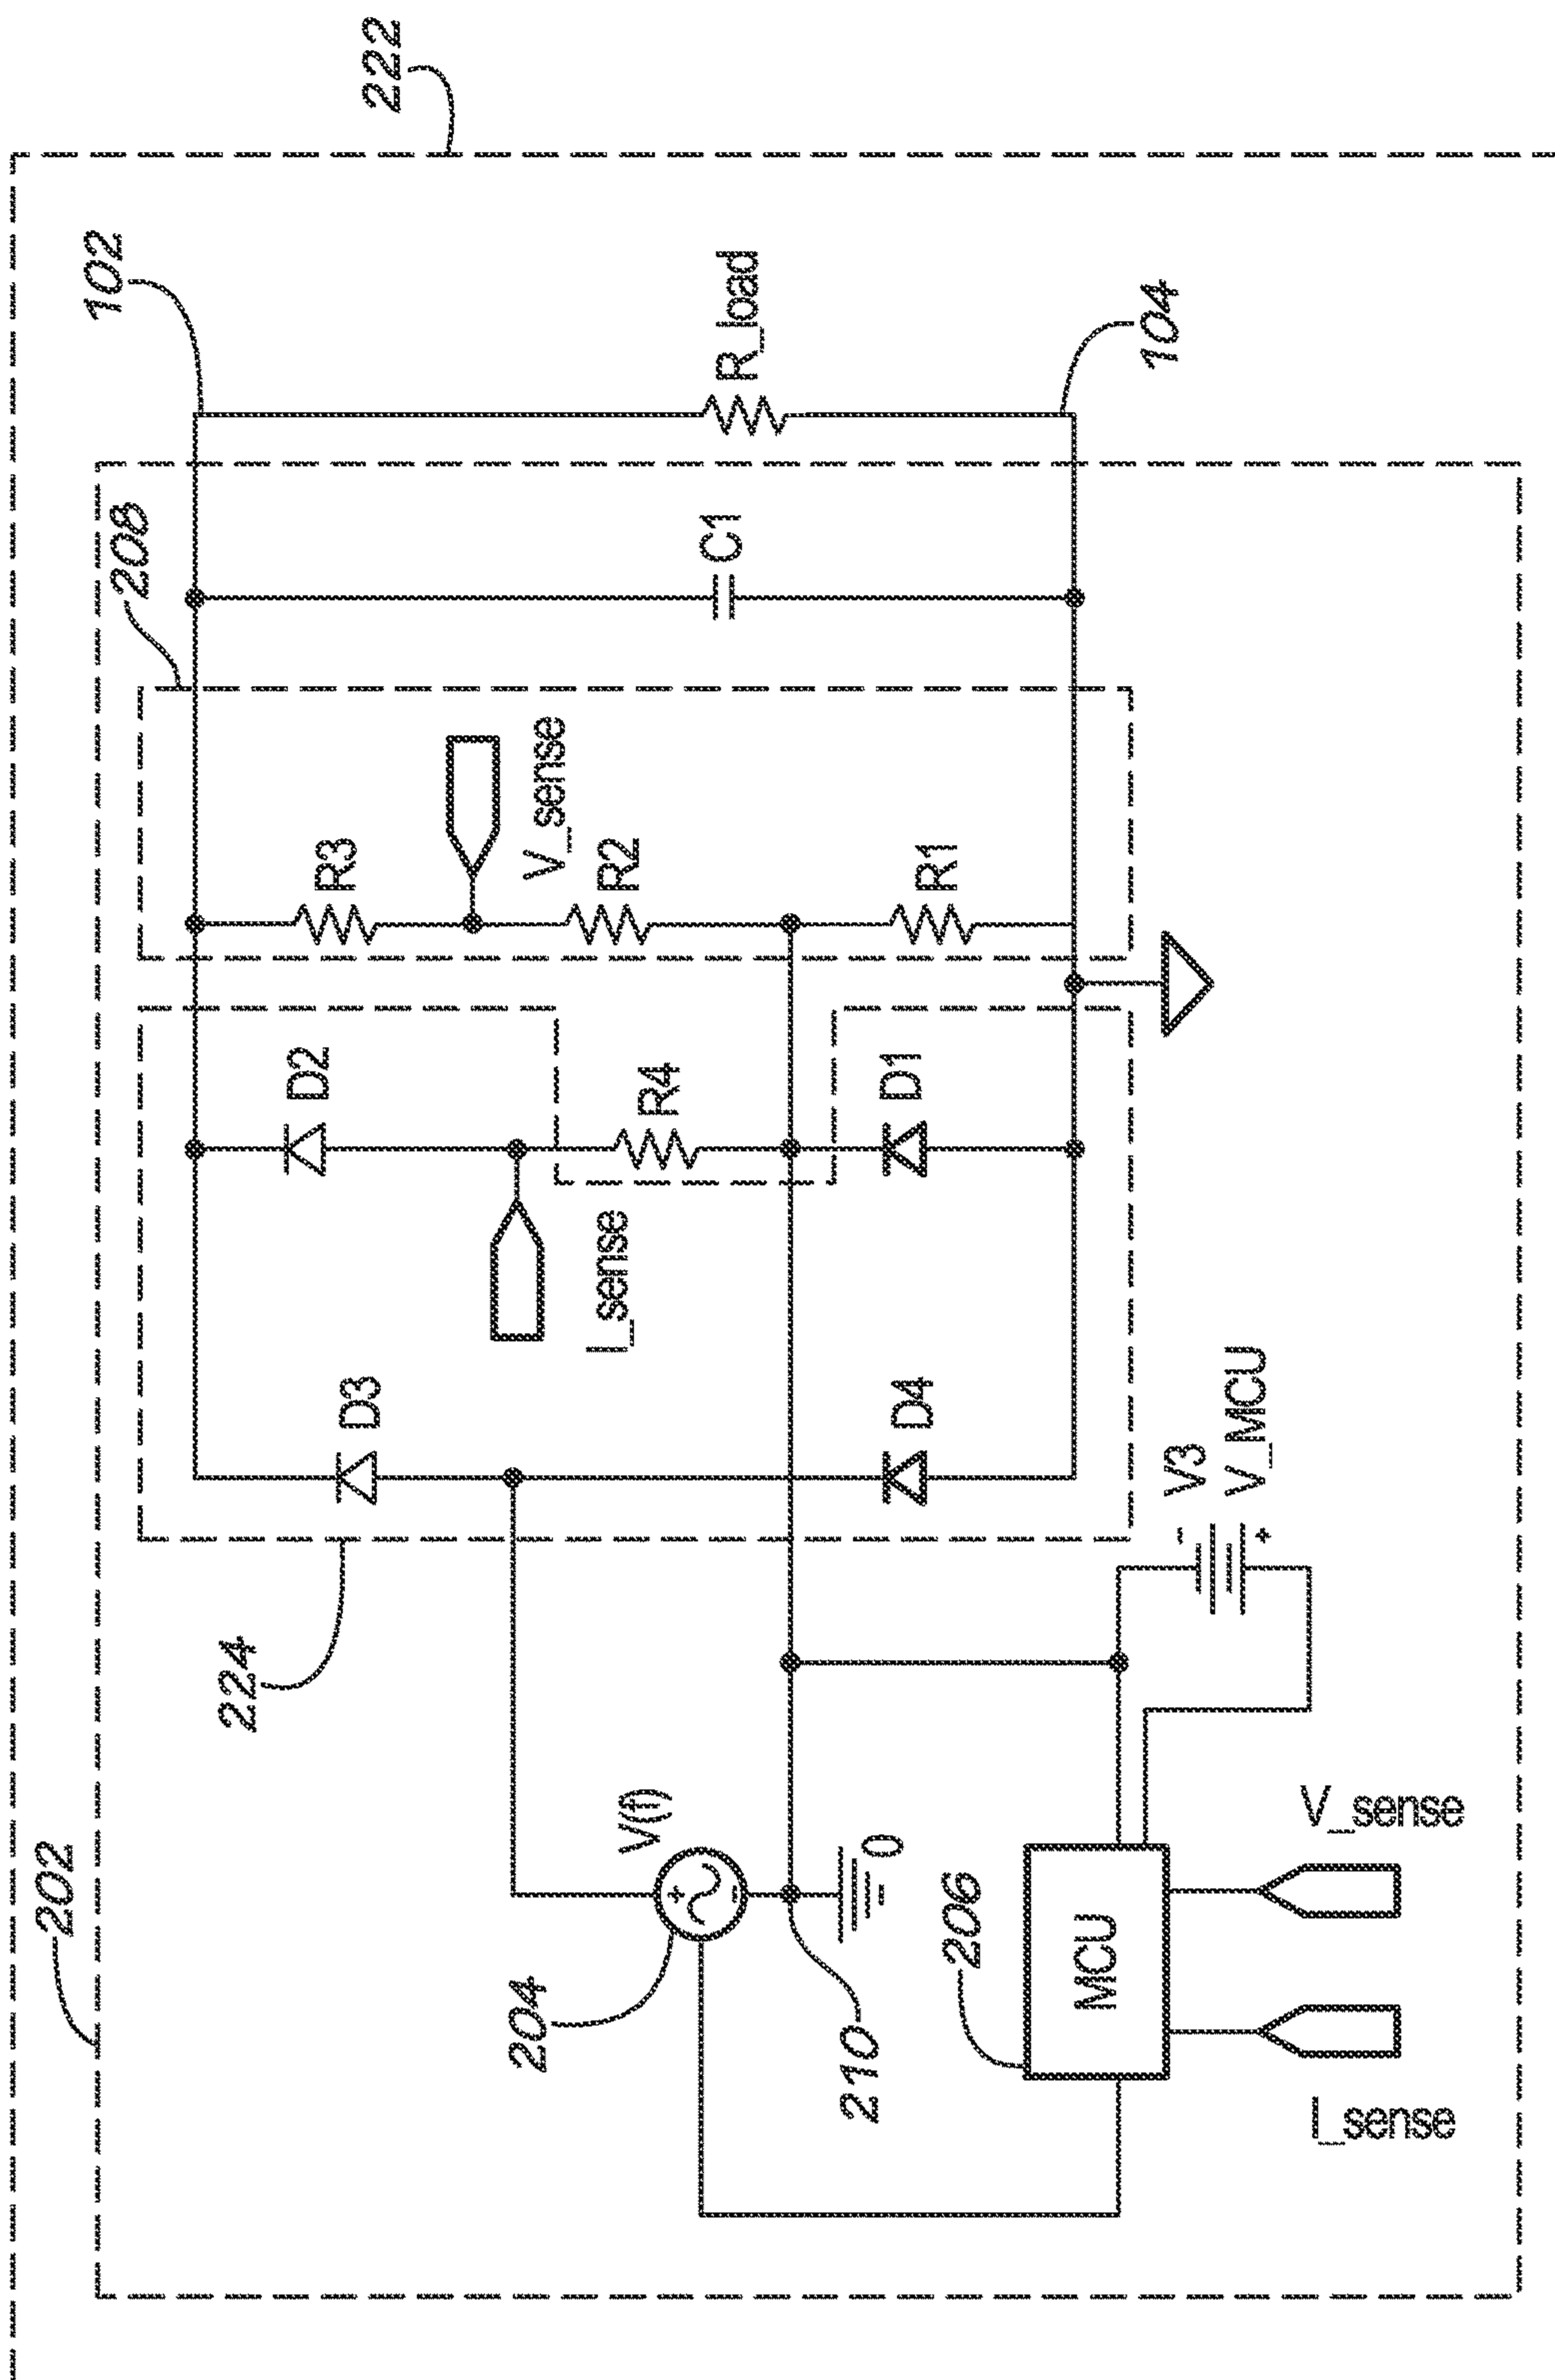 222
102
208
R_load
104
C1
R3
V_sense
R2
R1
D2
R4
D1
I_sense
D3
D4
224
V3
V_MCU
-
+
202
V(f)
+
-
0
204
210
206
MCU
V_sense
I_sense